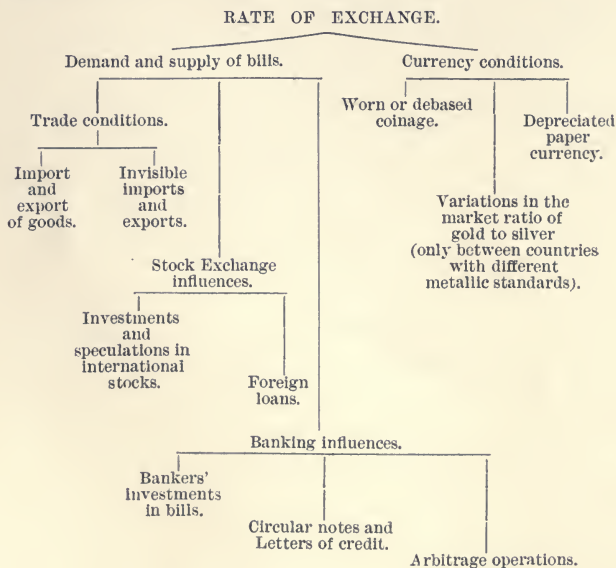 RATE OF EXCHANGE.
Demand and supply of bills.
Currency conditions.
Trade conditions.
Import
and
export
of goods.
Invisible
imports
and
exports.
Stock Exchange
influences.
Investments
and
speculations in
international
stocks.
Foreign
loans.
Banking influences.
Bankers'
investments
in bills.
Circular notes and
Letters of credit.
Arbitrage operations.
Worn or debased
coinage.
Variations in the
market ratio of
gold to silver
(only between countries
with different
metallic standards).
Depreciated
paper
currency.